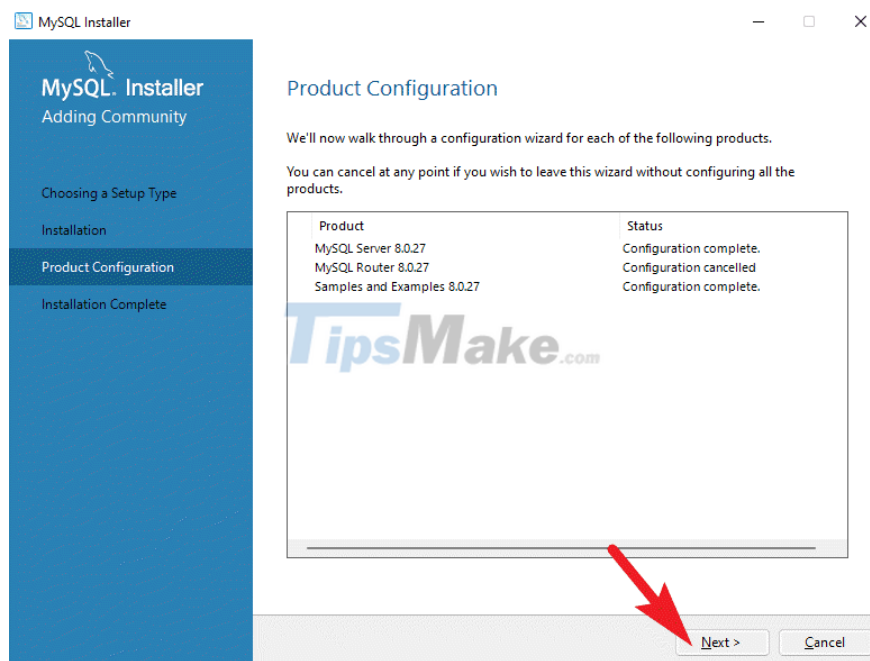 MySQL Installer
MySQL. Installer
Adding Community
Choosing a Setup Type
Installation
Product Configuration
Installation Complete
Product Configuration
We'll now walk through a configuration wizard for each of the following products.
You can cancel at any point if you wish to leave this wizard without configuring all the
products.
Product Status
MySQL Server 8.0.27 Configuration complete.
MySQL Router 8.0.27 Configuration cancelled
Samples and Examples 8.0.27 Configuration complete.
TipsMake.com
Next >
Cancel